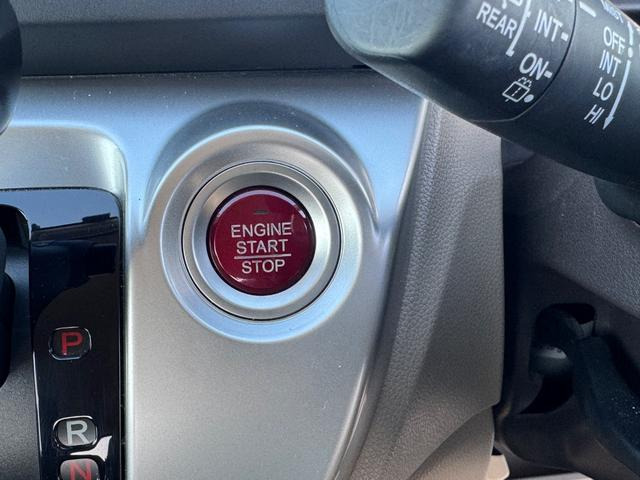 REAR
INT
ON
OFF
INT
LO
HI
ENGINE
START
STOP
P
R
N